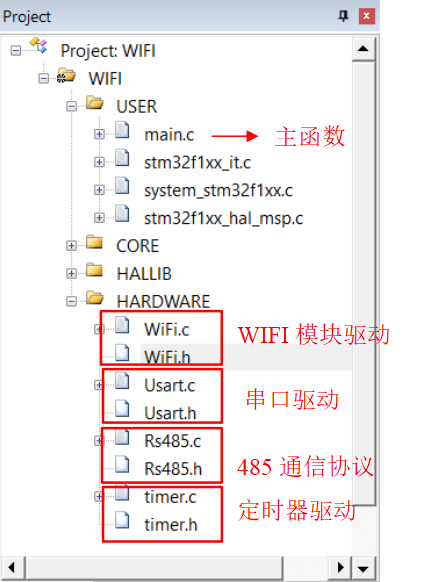 Project
Project: WIFI
WIFI
USER
main.c
主函数
stm32f1xx_it.c
system_stm32f1xx.c
stm32f1xx_hal_msp.c
CORE
HALLIB
HARDWARE
WiFi.c
WIFI 模块驱动
WiFi.h
Usart.c
串口驱动
Usart.h
Rs485.c
Rs485.h
485 通信协议
timer.c
定时器驱动
timer.h